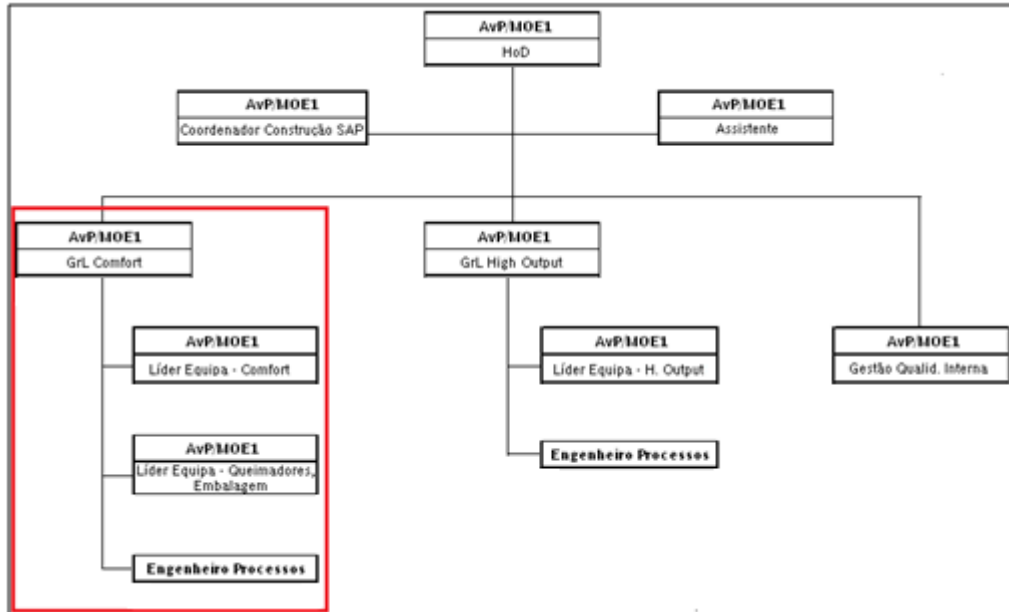 AvP/MOE1
HoD
AvP/MOE1
Coordenador Construção SAP
AvP/MOE1
Assistente
AvP/MOE1
GrL Comfort
AvP/MOE1
GrL High Output
AvP/MOE1
Líder Equipa - Comfort
AvP/MOE1
Líder Equipa - H. Output
AvP/MOE1
Gestão Qualid. Interna
AvP/MOE1
Líder Equipa - Queimadores,
Embalagem
Engenheiro Processos
Engenheiro Processos